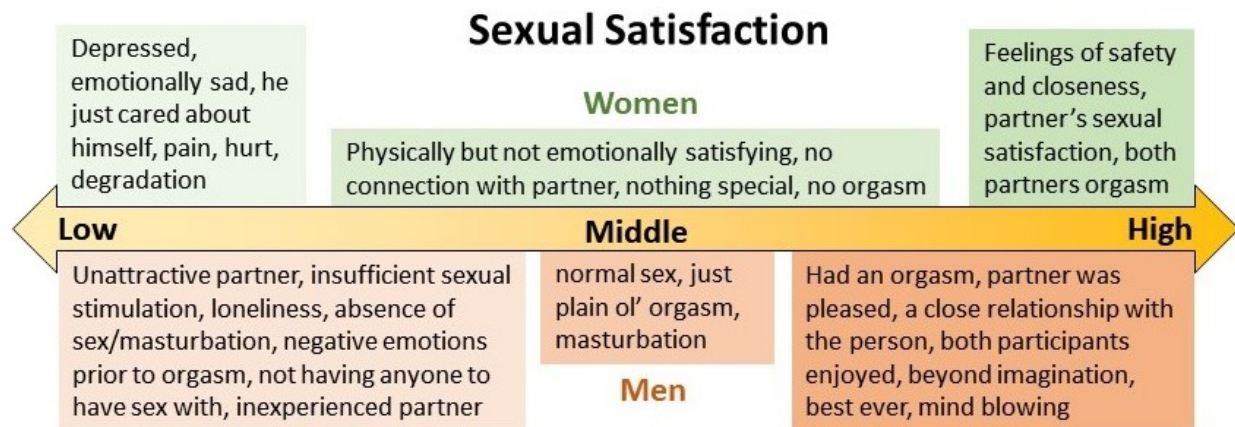 Sexual Satisfaction
Depressed,
emotionally sad, he
just cared about
himself, pain, hurt,
degradation
Women
Physically but not emotionally satisfying, no
connection with partner, nothing special, no orgasm
Feelings of safety
and closeness,
partner's sexual
satisfaction, both
partners orgasm
Low
Middle
High
Unattractive partner, insufficient sexual
stimulation, loneliness, absence of
sex/masturbation, negative emotions
prior to orgasm, not having anyone to
have sex with, inexperienced partner
normal sex, just
plain ol' orgasm,
masturbation
Men
Had an orgasm, partner was
pleased, a close relationship with
the person, both participants
enjoyed, beyond imagination,
best ever, mind blowing